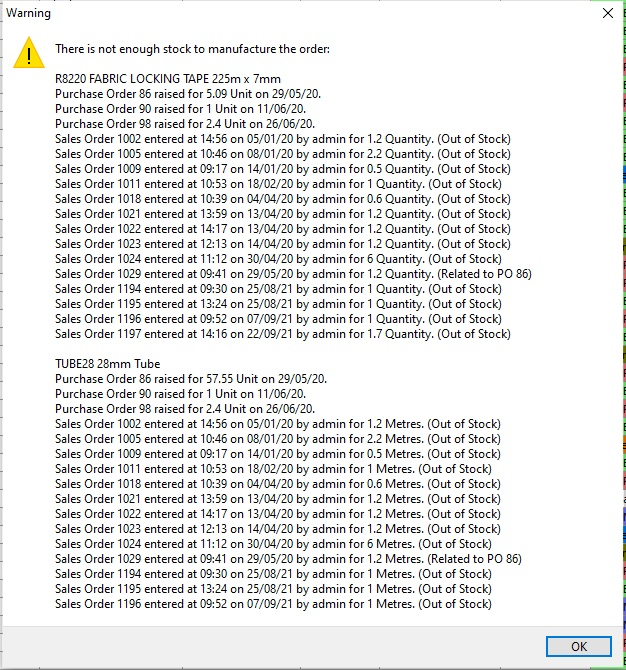 Warning
There is not enough stock to manufacture the order:
R8220 FABRIC LOCKING TAPE 225m x 7mm
Purchase Order 86 raised for 5.09 Unit on 29/05/20.
Purchase Order 90 raised for 1 Unit on 11/06/20.
Purchase Order 98 raised for 2.4 Unit on 26/06/20.
Sales Order 1002 entered at 14:56 on 05/01/20 by admin for 1.2 Quantity. (Out of Stock)
Sales Order 1005 entered at 10:46 on 08/01/20 by admin for 2.2 Quantity. (Out of Stock)
Sales Order 1009 entered at 09:17 on 14/01/20 by admin for 0.5 Quantity. (Out of Stock)
Sales Order 1011 entered at 10:53 on 18/02/20 by admin for 1 Quantity. (Out of Stock)
Sales Order 1018 entered at 10:39 on 04/04/20 by admin for 0.6 Quantity. (Out of Stock)
Sales Order 1021 entered at 13:59 on 13/04/20 by admin for 1.2 Quantity. (Out of Stock)
Sales Order 1022 entered at 14:17 on 13/04/20 by admin for 1.2 Quantity. (Out of Stock)
Sales Order 1023 entered at 12:13 on 14/04/20 by admin for 1.2 Quantity. (Out of Stock)
Sales Order 1024 entered at 11:12 on 30/04/20 by admin for 6 Quantity. (Out of Stock)
Sales Order 1029 entered at 09:41 on 29/05/20 by admin for 1.2 Quantity. (Related to PO 86)
Sales Order 1194 entered at 09:30 on 25/08/21 by admin for 1 Quantity. (Out of Stock)
Sales Order 1195 entered at 13:24 on 25/08/21 by admin for 1 Quantity. (Out of Stock)
Sales Order 1196 entered at 09:52 on 07/09/21 by admin for 1 Quantity. (Out of Stock)
Sales Order 1197 entered at 14:16 on 22/09/21 by admin for 1.7 Quantity. (Out of Stock)
TUBE28 28mm Tube
Purchase Order 86 raised for 57.55 Unit on 29/05/20.
Purchase Order 90 raised for 1 Unit on 11/06/20.
Purchase Order 98 raised for 2.4 Unit on 26/06/20.
Sales Order 1002 entered at 14:56 on 05/01/20 by admin for 1.2 Metres. (Out of Stock)
Sales Order 1005 entered at 10:46 on 08/01/20 by admin for 2.2 Metres. (Out of Stock)
Sales Order 1009 entered at 09:17 on 14/01/20 by admin for 0.5 Metres. (Out of Stock)
Sales Order 1011 entered at 10:53 on 18/02/20 by admin for 1 Metres. (Out of Stock)
Sales Order 1018 entered at 10:39 on 04/04/20 by admin for 0.6 Metres. (Out of Stock)
Sales Order 1021 entered at 13:59 on 13/04/20 by admin for 1.2 Metres. (Out of Stock)
Sales Order 1022 entered at 14:17 on 13/04/20 by admin for 1.2 Metres. (Out of Stock)
Sales Order 1023 entered at 12:13 on 14/04/20 by admin for 1.2 Metres. (Out of Stock)
Sales Order 1024 entered at 11:12 on 30/04/20 by admin for 6 Metres. (Out of Stock)
Sales Order 1029 entered at 09:41 on 29/05/20 by admin for 1.2 Metres. (Related to PO 86)
Sales Order 1194 entered at 09:30 on 25/08/21 by admin for 1 Metres. (Out of Stock)
Sales Order 1195 entered at 13:24 on 25/08/21 by admin for 1 Metres. (Out of Stock)
Sales Order 1196 entered at 09:52 on 07/09/21 by admin for 1 Metres. (Out of Stock)
OK